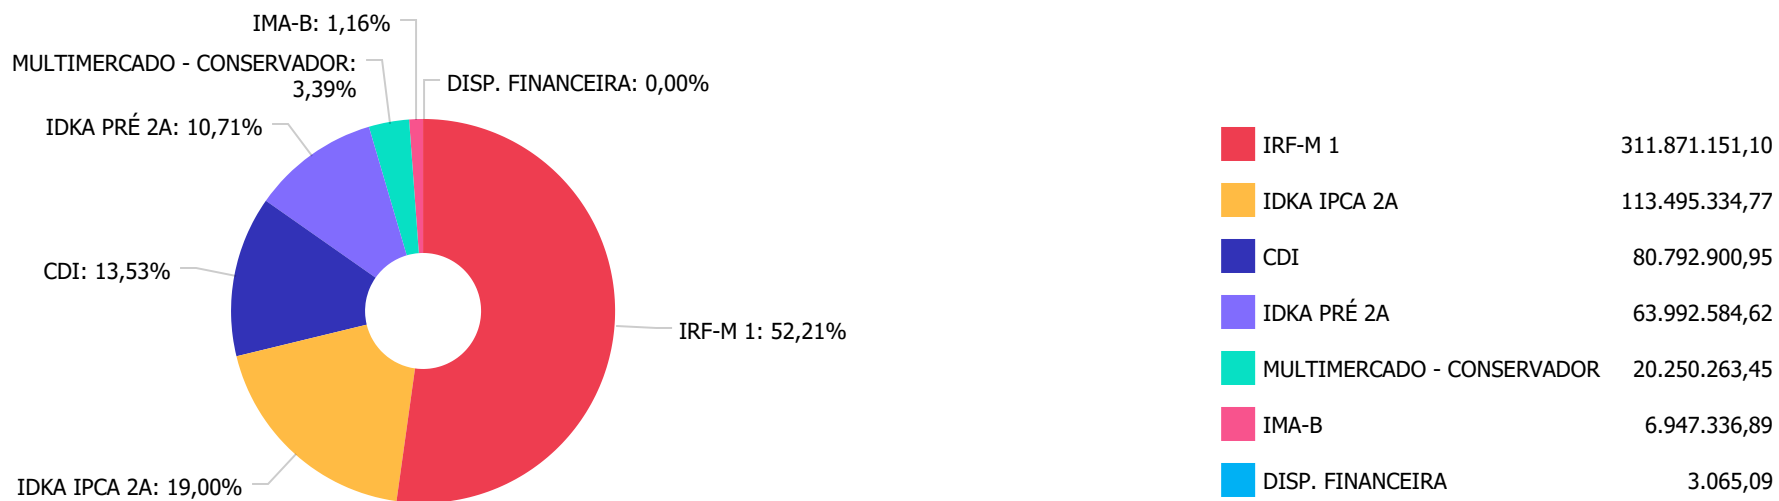 IMA-B: 1,16%
MULTIMERCADO - CONSERVADOR:
3,39%
DISP. FINANCEIRA: 0,00%
IDKA PRÉ 2A: 10,71%
CDI: 13,53%
IRF-M 1: 52,21%
IDKA IPCA 2A: 19,00%
IRF-M 1 311.871.151,10
IDKA IPCA 2A 113.495.334,77
CDI 80.792.900,95
IDKA PRÉ 2A 63.992.584,62
MULTIMERCADO - CONSERVADOR 20.250.263,45
IMA-B 6.947.336,89
DISP. FINANCEIRA 3.065,09